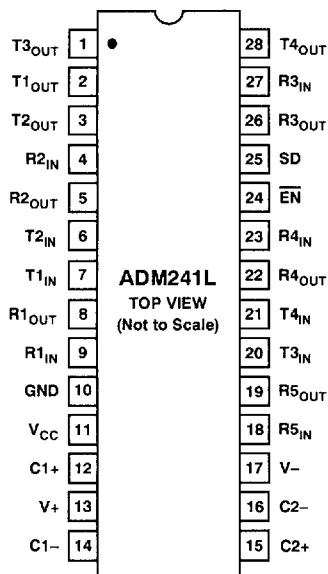 T3OUT 1 28 T4OUT
T1OUT 2 27 R3IN
T2OUT 3 26 R3OUT
R2IN 4 25 SD
R2OUT 5 24 EN
T2IN 6 23 R4IN
T1IN 7 ADM241L 22 R4OUT
TOP VIEW
R1OUT 8 (Not to Scale) 21 T4IN
R1IN 9 20 T3IN
GND 10 19 R5OUT
VCC 11 18 R5IN
C1+ 12 17 V–
V+ 13 16 C2–
C1– 14 15 C2+